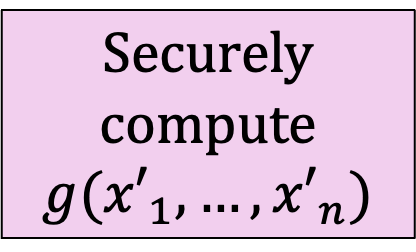 Securely
compute
g(x′₁, …, x′ₙ)